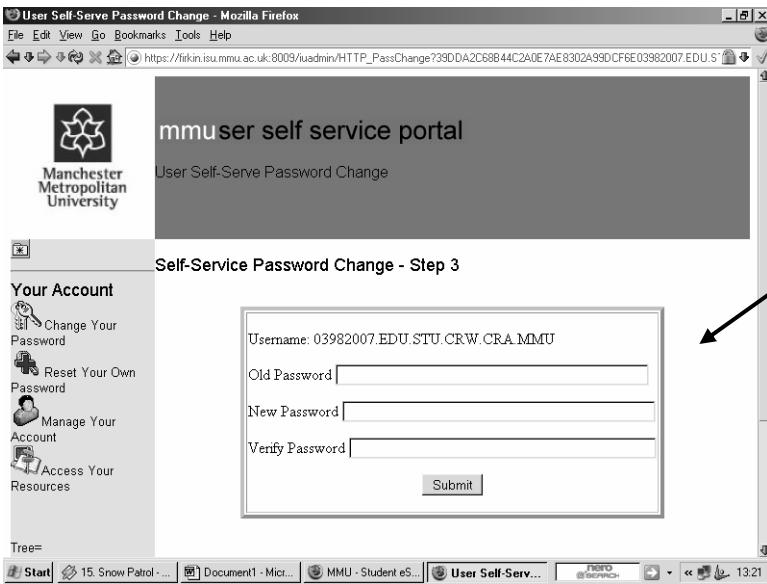 User Self-Serve Password Change - Mozilla Firefox
File Edit View Go Bookmarks Tools Help
https://firkin.isu.mmu.ac.uk:8009/iuadmin/HTTP_PassChange?39DDA2C68B44C2A0E7AE8302A99DCF6E03982007.EDU.S
mmuser self service portal
User Self-Serve Password Change
Manchester
Metropolitan
University
Self-Service Password Change - Step 3
Your Account
Change Your
Password
Reset Your Own
Password
Manage Your
Account
Access Your
Resources
Tree=
Username: 03982007.EDU.STU.CRW.CRA.MMU
Old Password
New Password
Verify Password
Submit
Start
15. Snow Patrol - ...
Document1 - Micr...
MMU - Student eS...
User Self-Serv...
nero
SEARCH
13:21